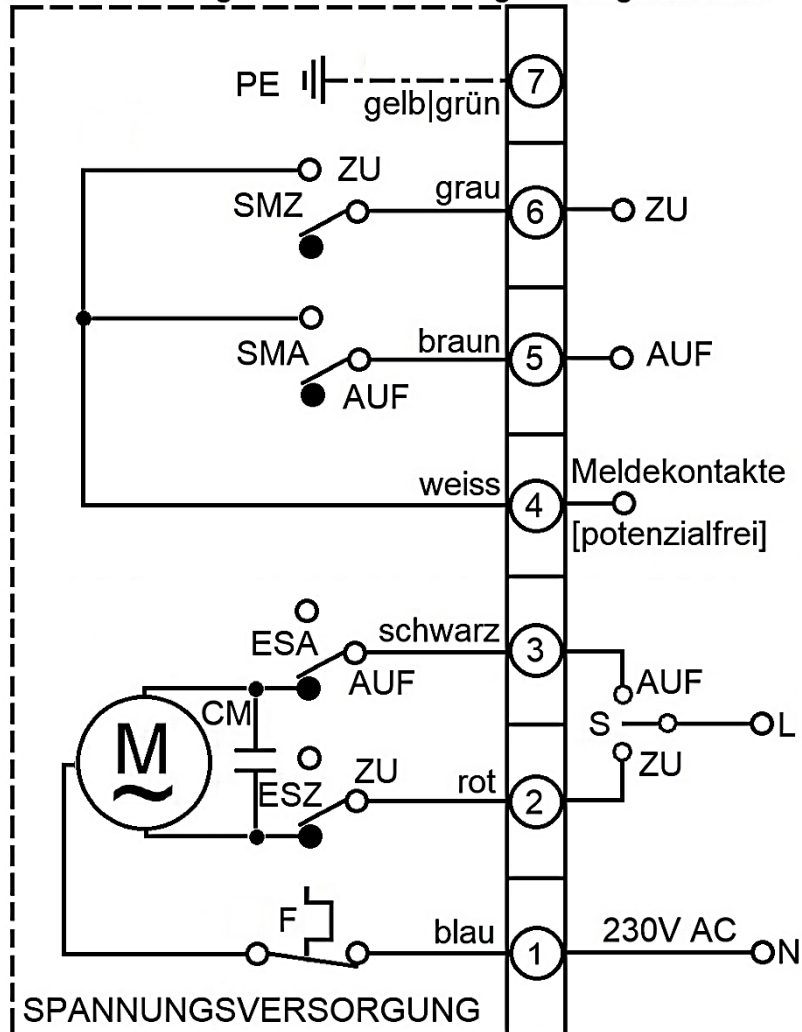 PE
gelb|grün
7
ZU
SMZ
grau
6
ZU
SMA
braun
5
AUF
AUF
weiss
4
Meldekontakte
[potenzialfrei]
ESA
schwarz
3
AUF
AUF
CM
S
L
M
ZU
ESZ
ZU
rot
2
F
blau
1
230V AC
N
SPANNUNGSVERSORGUNG